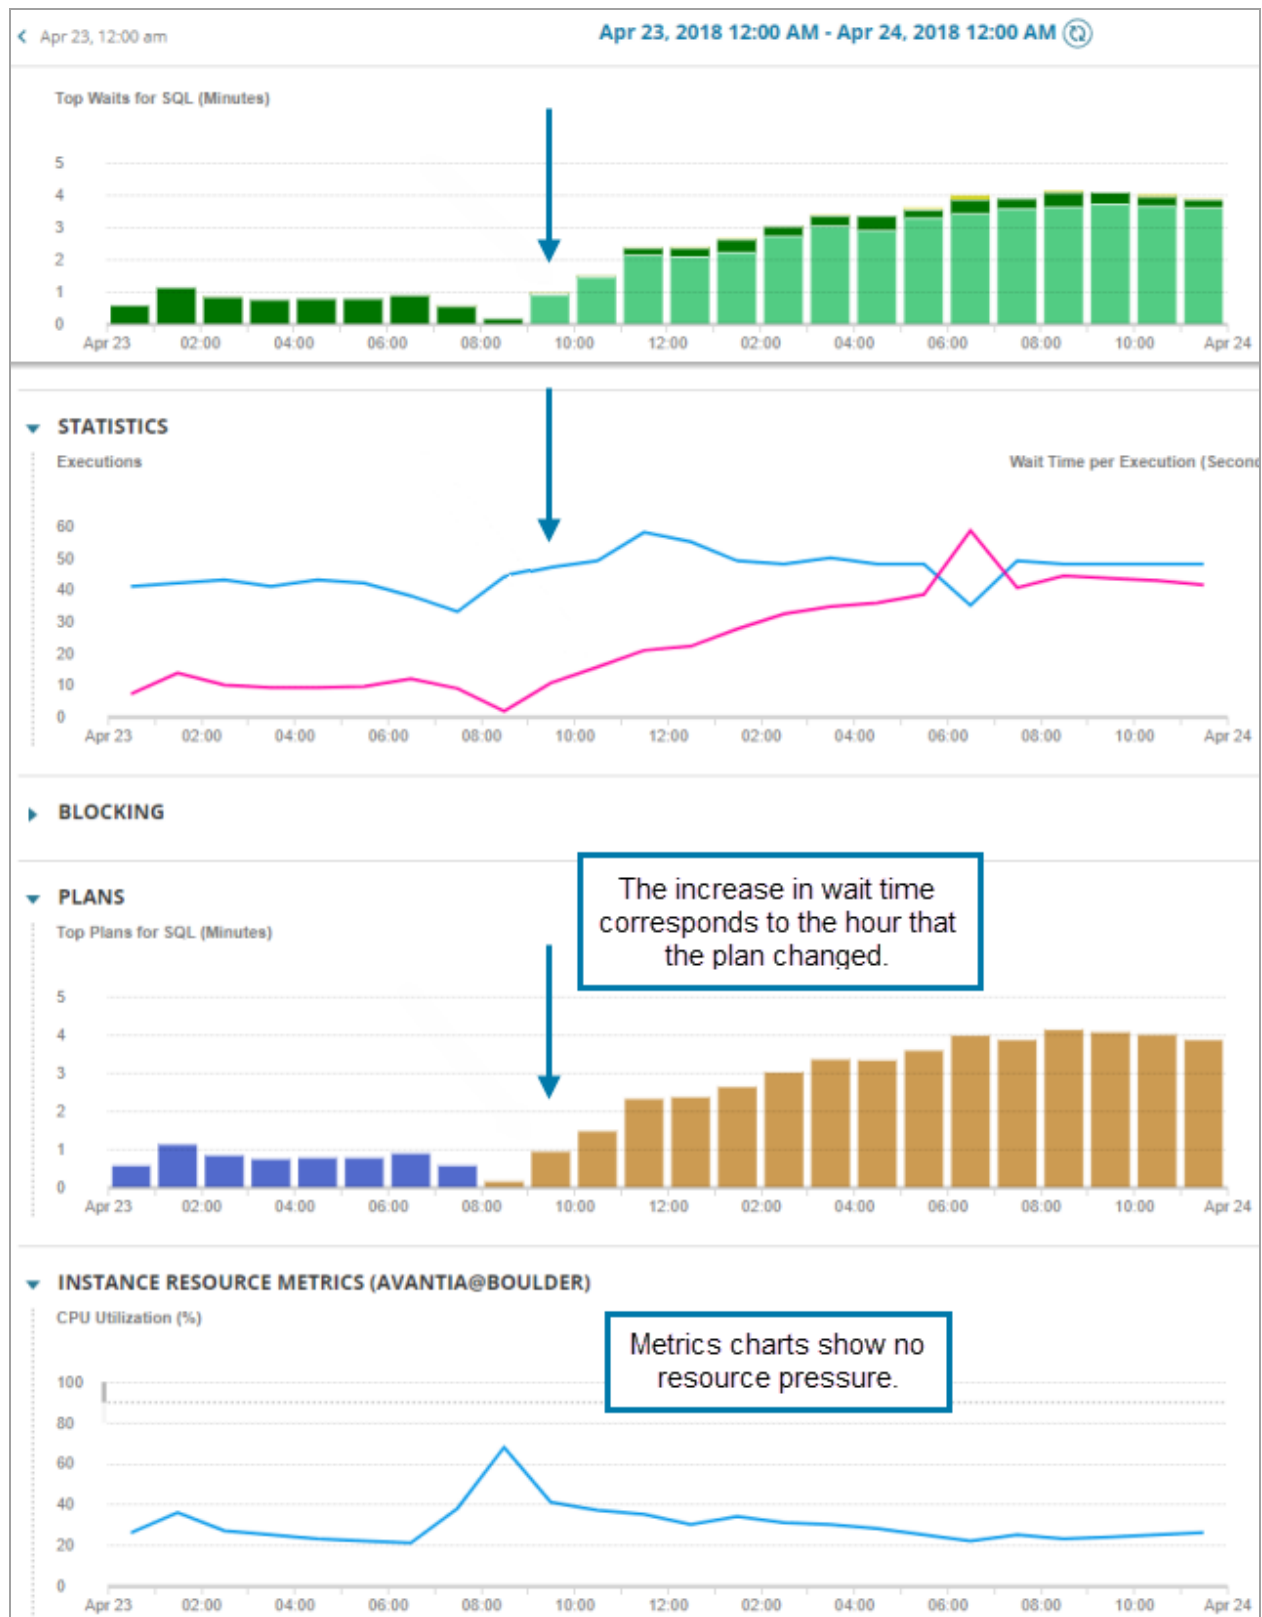 Apr 23, 12:00 am
Apr 23, 2018 12:00 AM - Apr 24, 2018 12:00 AM
Top Waits for SQL (Minutes)
5
4
3
2
1
0
Apr 23 02:00 04:00 06:00 08:00 10:00 12:00 02:00 04:00 06:00 08:00 10:00 Apr 24
STATISTICS
Executions
Wait Time per Execution (Second
60
50
40
30
20
10
0
Apr 23 02:00 04:00 06:00 08:00 10:00 12:00 02:00 04:00 06:00 08:00 10:00 Apr 24
BLOCKING
PLANS
Top Plans for SQL (Minutes)
The increase in wait time
corresponds to the hour that
the plan changed.
5
4
3
2
1
0
Apr 23 02:00 04:00 06:00 08:00 10:00 12:00 02:00 04:00 06:00 08:00 10:00 Apr 24
INSTANCE RESOURCE METRICS (AVANTIA@BOULDER)
CPU Utilization (%)
Metrics charts show no
resource pressure.
100
80
60
40
20
0
Apr 23 02:00 04:00 06:00 08:00 10:00 12:00 02:00 04:00 06:00 08:00 10:00 Apr 24